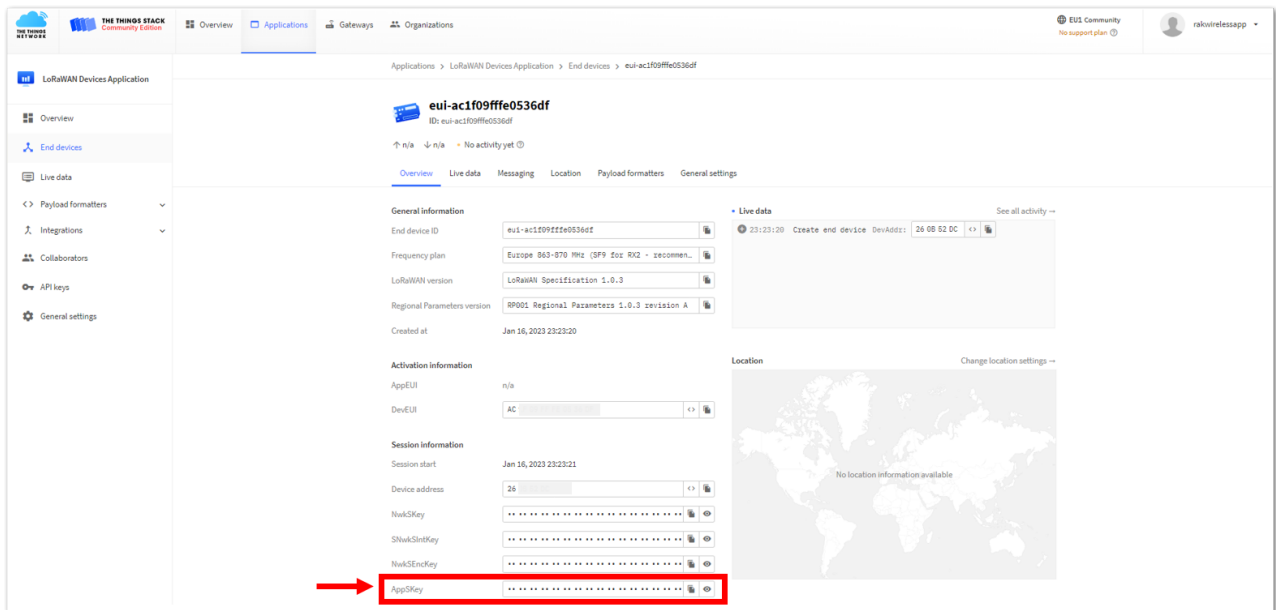 THE THINGS NETWORK
THE THINGS STACK
Community Edition
Overview
Applications
Gateways
Organizations
EU1 Community
No support plan
rakwirelessapp
LoRaWAN Devices Application
Overview
End devices
Live data
Payload formatters
Integrations
Collaborators
API keys
General settings
Applications > LoRaWAN Devices Application > End devices > eui-ac1f09fffe0536df
eui-ac1f09fffe0536df
ID: eui-ac1f09fffe0536df
n/a n/a • No activity yet
Overview Live data Messaging Location Payload formatters General settings
General information
End device ID eui-ac1f09fffe0536df
Frequency plan Europe 863-870 MHz (SF9 for RX2 - recommen…
LoRaWAN version LoRaWAN Specification 1.0.3
Regional Parameters version RP001 Regional Parameters 1.0.3 revision A
Created at Jan 16, 2023 23:23:20
Activation information
AppEUI n/a
DevEUI AC
Session information
Session start Jan 16, 2023 23:23:21
Device address 26
NwkSKey
SNwkSIntKey
NwkSEncKey
AppSKey
• Live data See all activity →
23:23:20 Create end device DevAddr: 26 0B 52 DC <>
Location Change location settings →
No location information available